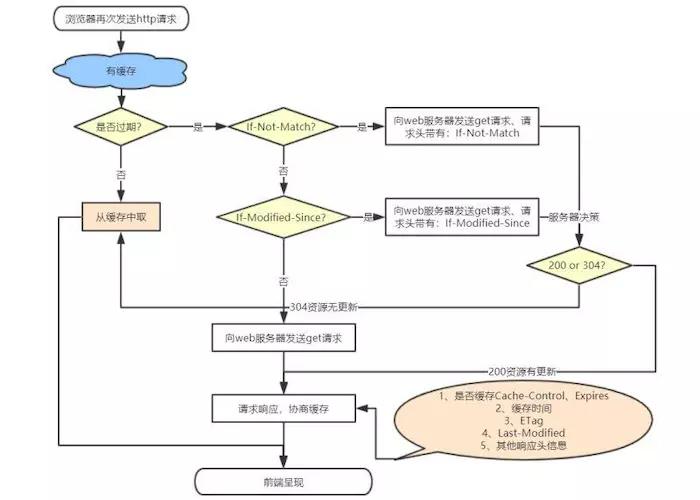 浏览器再次发送http请求
有缓存
是否过期?
是
If-Not-Match?
是
向web服务器发送get请求、请
求头带有：If-Not-Match
否
否
从缓存中取
If-Modified-Since?
是
向web服务器发送get请求、请
求头带有：If-Modified-Since
服务器决策
200 or 304?
否
304资源无更新
向web服务器发送get请求
200资源有更新
请求响应，协商缓存
1、是否缓存Cache-Control、Expires
2、缓存时间
3、ETag
4、Last-Modified
5、其他响应头信息
前端呈现